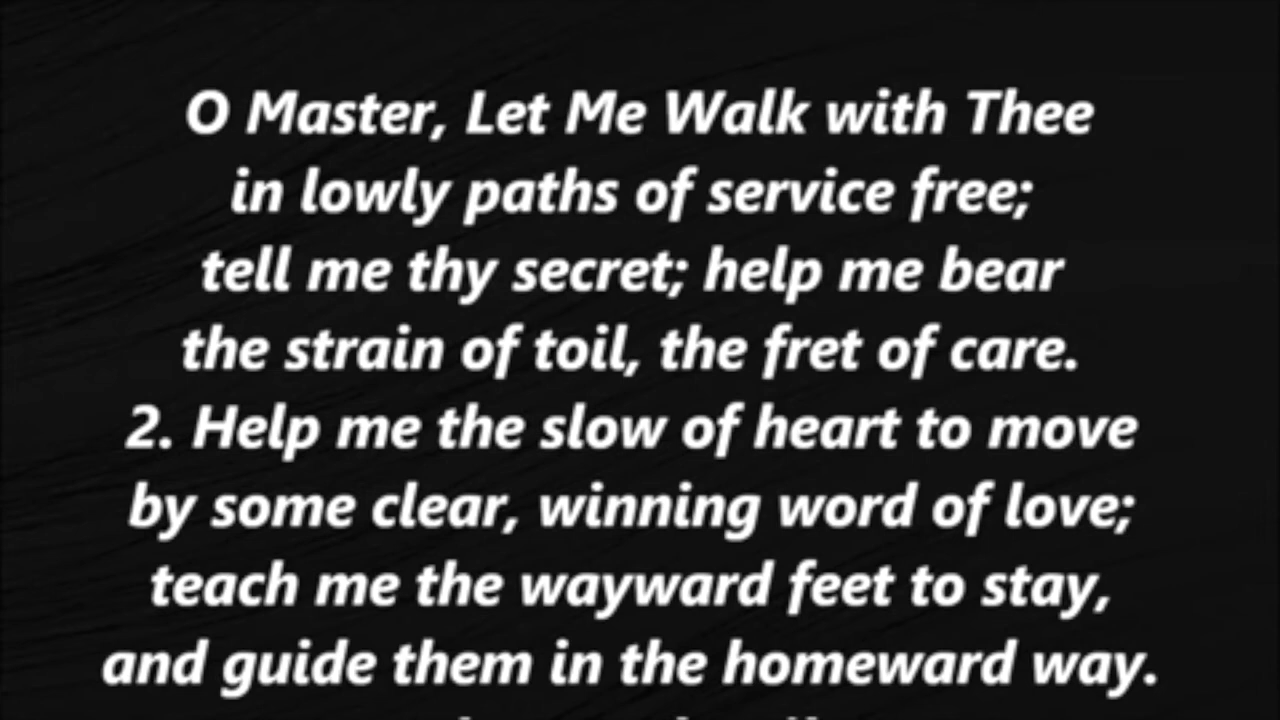 O Master, Let Me Walk with Thee
in lowly paths of service free;
tell me thy secret; help me bear
the strain of toil, the fret of care.
2. Help me the slow of heart to move
by some clear, winning word of love;
teach me the wayward feet to stay,
and guide them in the homeward way.